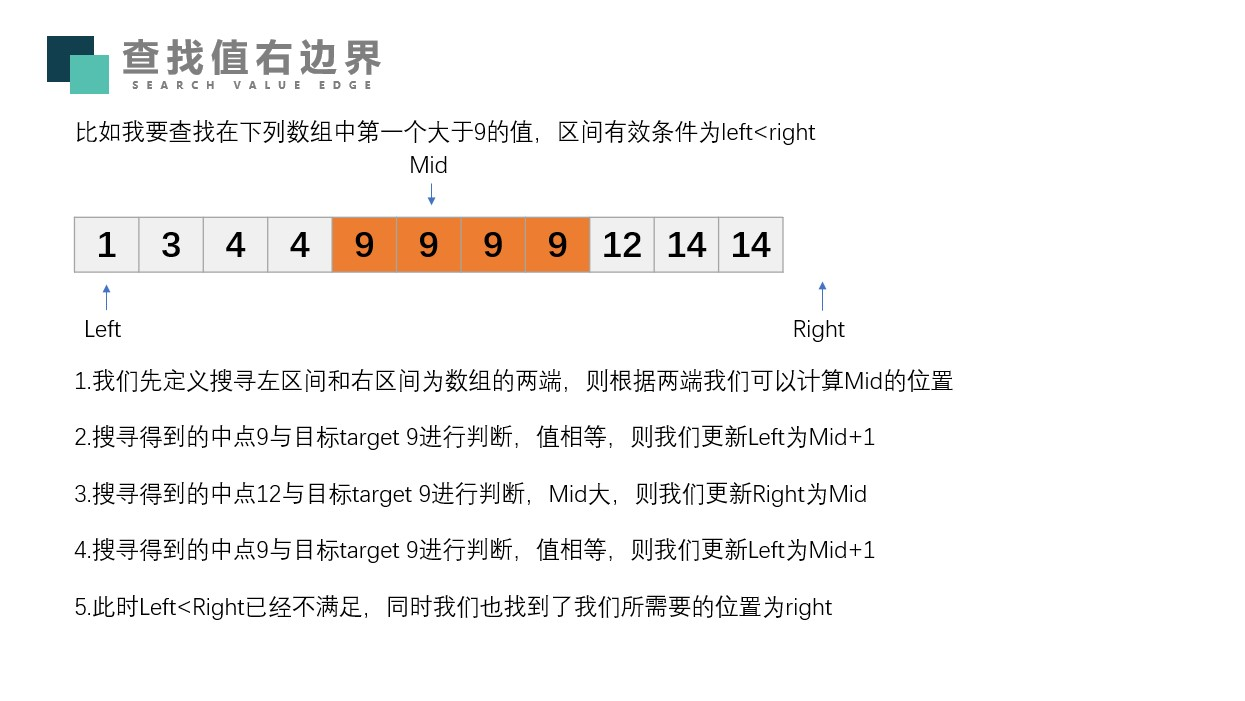 查找值右边界
SEARCH VALUE EDGE
比如我要查找在下列数组中第一个大于9的值，区间有效条件为left<right
Mid
1 3 4 4 9 9 9 9 12 14 14
Left Right
1.我们先定义搜寻左区间和右区间为数组的两端，则根据两端我们可以计算Mid的位置
2.搜寻得到的中点9与目标target 9进行判断，值相等，则我们更新Left为Mid+1
3.搜寻得到的中点12与目标target 9进行判断，Mid大，则我们更新Right为Mid
4.搜寻得到的中点9与目标target 9进行判断，值相等，则我们更新Left为Mid+1
5.此时Left<Right已经不满足，同时我们也找到了我们所需要的位置为right